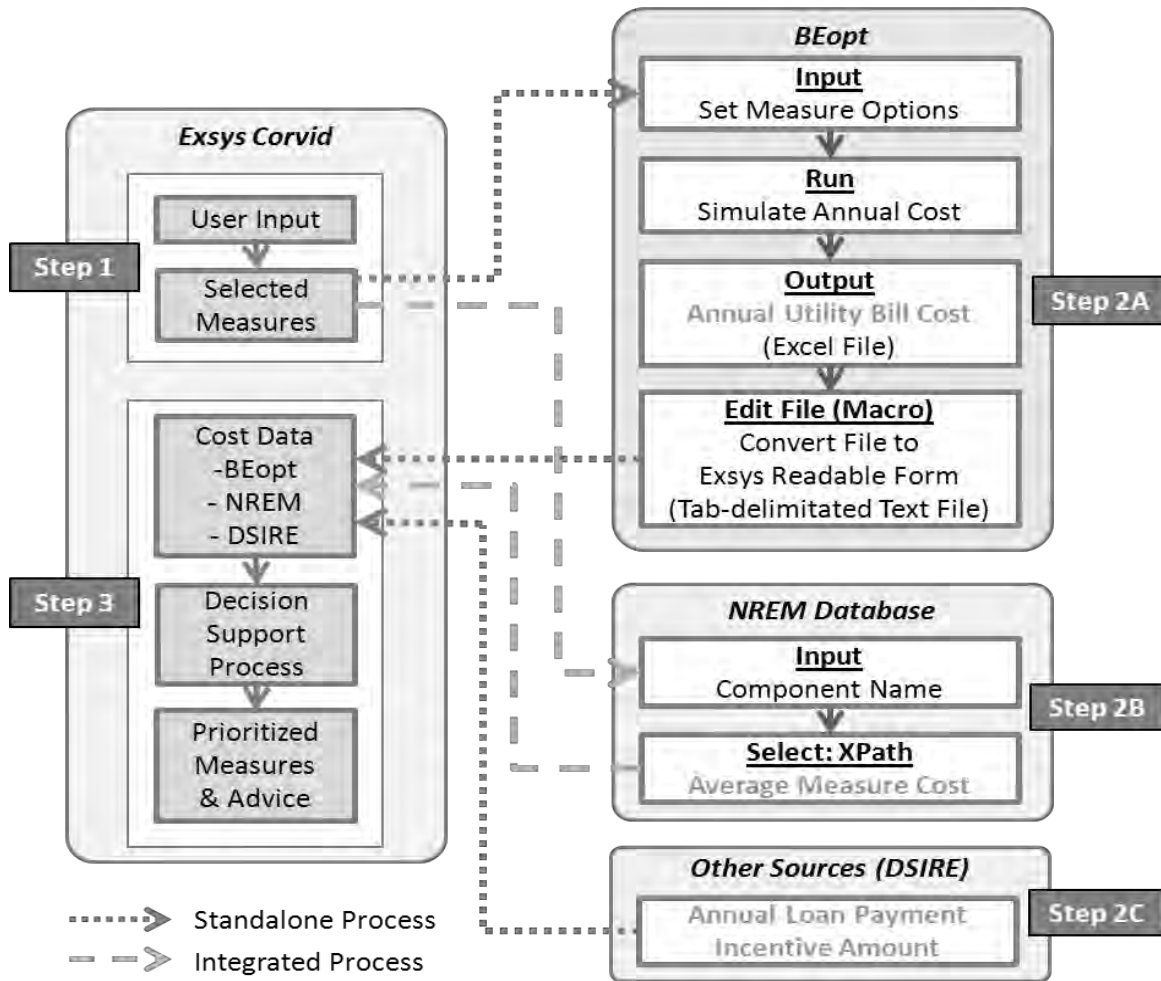 Exsys Corvid
Step 1
User Input
Selected
Measures
Step 3
Cost Data
-BEopt
- NREM
- DSIRE
Decision
Support
Process
Prioritized
Measures
& Advice
BEopt
Step 2A
Input
Set Measure Options
Run
Simulate Annual Cost
Output
Annual Utility Bill Cost
(Excel File)
Edit File (Macro)
Convert File to
Exsys Readable Form
(Tab-delimitated Text File)
NREM Database
Step 2B
Input
Component Name
Select: XPath
Average Measure Cost
Other Sources (DSIRE)
Step 2C
Annual Loan Payment
Incentive Amount
Standalone Process
Integrated Process